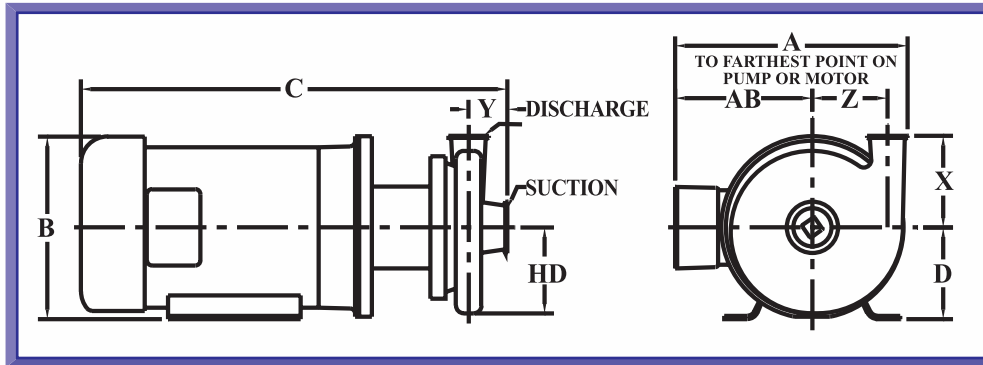 C
Y
DISCHARGE
SUCTION
B
HD
A
TO FARTHEST POINT ON
PUMP OR MOTOR
AB
Z
X
D